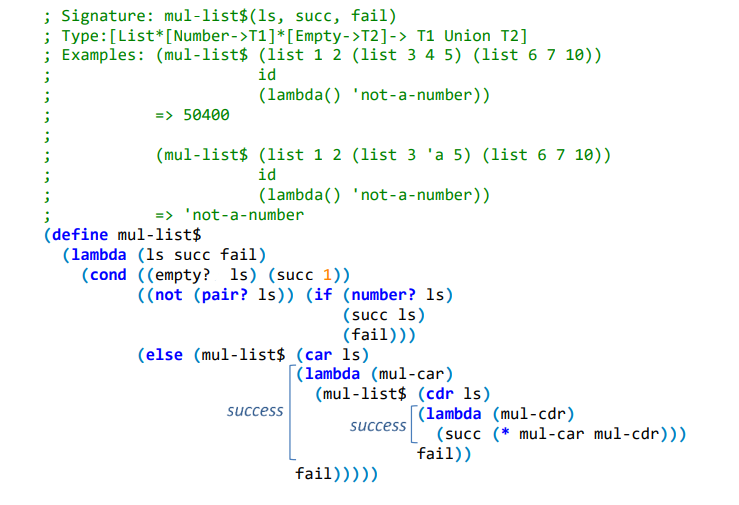 ; Signature: mul-list$(ls, succ, fail)
; Type:[List*[Number->T1]*[Empty->T2]-> T1 Union T2]
; Examples: (mul-list$ (list 1 2 (list 3 4 5) (list 6 7 10))
;                      id
;                      (lambda() 'not-a-number))
;           => 50400
;
;           (mul-list$ (list 1 2 (list 3 'a 5) (list 6 7 10))
;                      id
;                      (lambda() 'not-a-number))
;           => 'not-a-number
(define mul-list$
  (lambda (ls succ fail)
    (cond ((empty?  ls) (succ 1))
          ((not (pair? ls)) (if (number? ls)
                                (succ ls)
                                (fail)))
          (else (mul-list$ (car ls)
                           (lambda (mul-car)
                             (mul-list$ (cdr ls)
success success                         (lambda (mul-cdr)
                                          (succ (* mul-car mul-cdr)))
                                        fail))
                           fail)))))